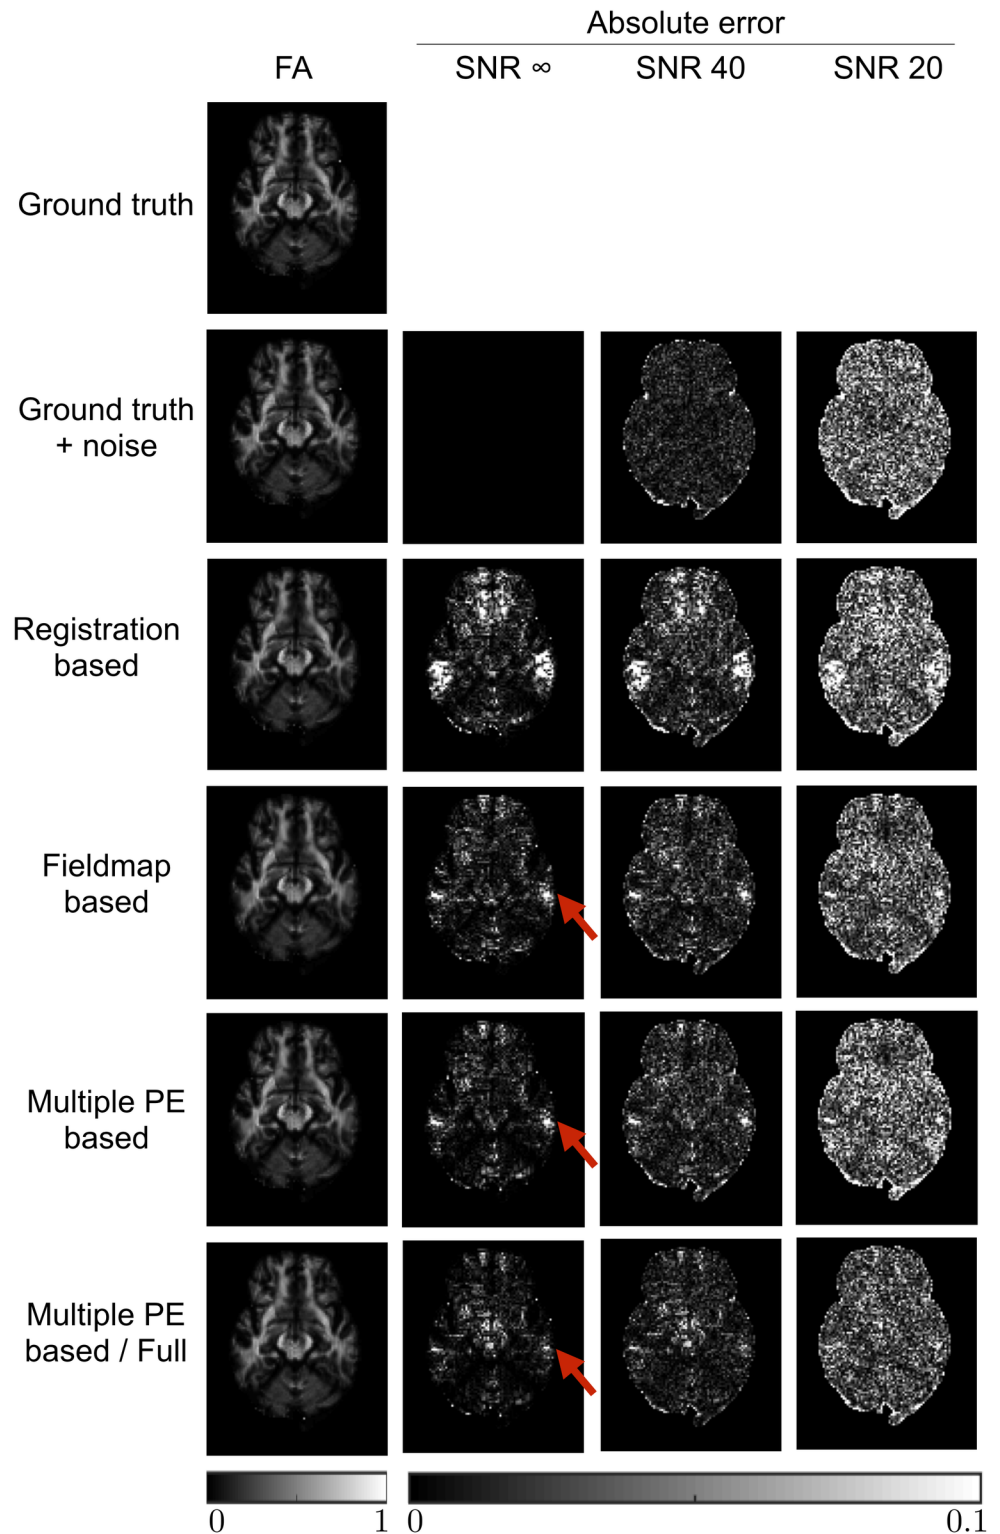 Absolute error
FA
SNR ∞
SNR 40
SNR 20
Ground truth
Ground truth
+ noise
Registration
based
Fieldmap
based
Multiple PE
based
Multiple PE
based / Full
0
1
0
0.1